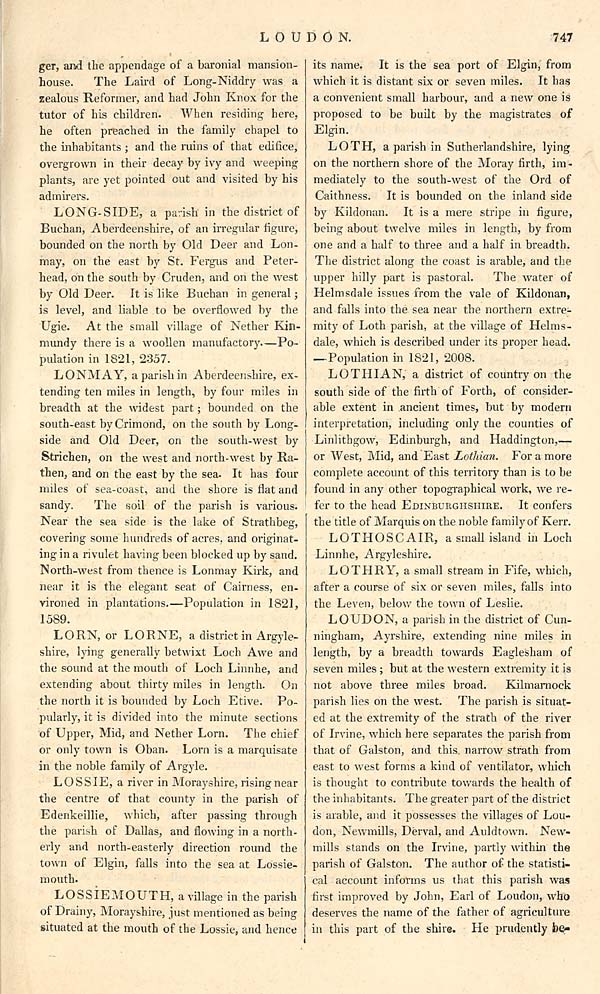 LOUDON.
747
ger, and the appendage of a baronial mansion-
house. The Laird of Long-Niddry was a
zealous Reformer, and had John Knox for the
tutor of his children. When residing here,
he often preached in the family chapel to
the inhabitants; and the ruins of that edifice,
overgrown in their decay by ivy and weeping
plants, are yet pointed out and visited by his
admirers.
LONG-SIDE, a parish in the district of
Buchan, Aberdeenshire, of an irregular figure,
bounded on the north by Old Deer and Lon-
may, on the east by St. Fergus and Peter-
head, on the south by Cruden, and on the west
by Old Deer. It is like Buchan in general;
is level, and liable to be overflowed by the
Ugie. At the small village of Nether Kin-
mundy there is a woollen manufactory.—Po-
pulation in 1821, 2357.
LONMAY, a parish in Aberdeenshire, ex-
tending ten miles in length, by four miles in
breadth at the widest part; bounded on the
south-east by Crimond, on the south by Long-
side and Old Deer, on the south-west by
Strichen, on the west and north-west by Ra-
then, and on the east by the sea. It has four
miles of sea-coast, and the shore is flat and
sandy. The soil of the parish is various.
Near the sea side is the lake of Strathbeg,
covering some hundreds of acres, and originat-
ing in a rivulet having been blocked up by sand.
North-west from thence is Lonmay Kirk, and
near it is the elegant seat of Cairness, en-
vironed in plantations.—Population in 1821,
1589.
LORN, or LORNE, a district in Argyle-
shire, lying generally betwixt Loch Awe and
the sound at the mouth of Loch Linnhe, and
extending about thirty miles in length. On
the north it is bounded by Loch Etive. Po-
pularly, it is divided into the minute sections
of Upper, Mid, and Nether Lorn. The chief
or only town is Oban. Lorn is a marquisate
in the noble family of Argyle.
LOSSIE, a river in Morayshire, rising near
the centre of that county in the parish of
Edenkeillie, which, after passing through
the parish of Dallas, and flowing in a north-
erly and north-easterly direction round the
town of Elgin, falls into the sea at Lossie-
mouth.
LOSSIEMOUTH, a village in the parish
of Drainy, Morayshire, just mentioned as being
situated at the mouth of the Lossie, and hence
its name. It is the sea port of Elgin, from
which it is distant six or seven miles. It has
a convenient small harbour, and a new one is
proposed to be built by the magistrates of
Elgin.
LOTH, a parish in Sutherlandshire, lying
on the northern shore of the Moray firth, im-
mediately to the south-west of the Ord of
Caithness. It is bounded on the inland side
by Kildonan. It is a mere stripe in figure,
being about twelve miles in length, by from
one and a half to three and a half in breadth.
The district along the coast is arable, and the
upper hilly part is pastoral. The water of
Helmsdale issues from the vale of Kildonan,
and falls into the sea near the northern extre-
mity of Loth parish, at the village of Helms-
dale, which is described under its proper head.
—Population in 1821, 2008.
LOTHIAN, a district of country on the
south side of the firth of Forth, of consider-
able extent in ancient times, but by modern
interpretation, including only the counties of
Linlithgow, Edinburgh, and Haddington,—
or West, Mid, and East Lothian. For a more
complete account of this territory than is to be
found in any other topographical work, we re-
fer to the head EDINBURGHSHIRE. It confers
the title of Marquis on the noble family of Kerr.
LOTHOSCAIR, a small island in Loch
Linnhe, Argyleshire.
LOTHRY, a small stream in Fife, which,
after a course of six or seven miles, falls into
the Leven, below the town of Leslie.
LOUDON, a parish in the district of Cun-
ningham, Ayrshire, extending nine miles in
length, by a breadth towards Eaglesham of
seven miles; but at the western extremity it is
not above three miles broad. Kilmarnock
parish lies on the west. The parish is situat-
ed at the extremity of the strath of the river
of Irvine, which here separates the parish from
that of Galston, and this narrow strath from
east to west forms a kind of ventilator, which
is thought to contribute towards the health of
the inhabitants. The greater part of the district
is arable, and it possesses the villages of Lou-
don, Newmills, Derval, and Auldtown. New-
mills stands on the Irvine, partly within the
parish of Galston. The author of the statisti-
cal account informs us that this parish was
first improved by John, Earl of Loudon, who
deserves the name of the father of agriculture
in this part of the shire. He prudently be-